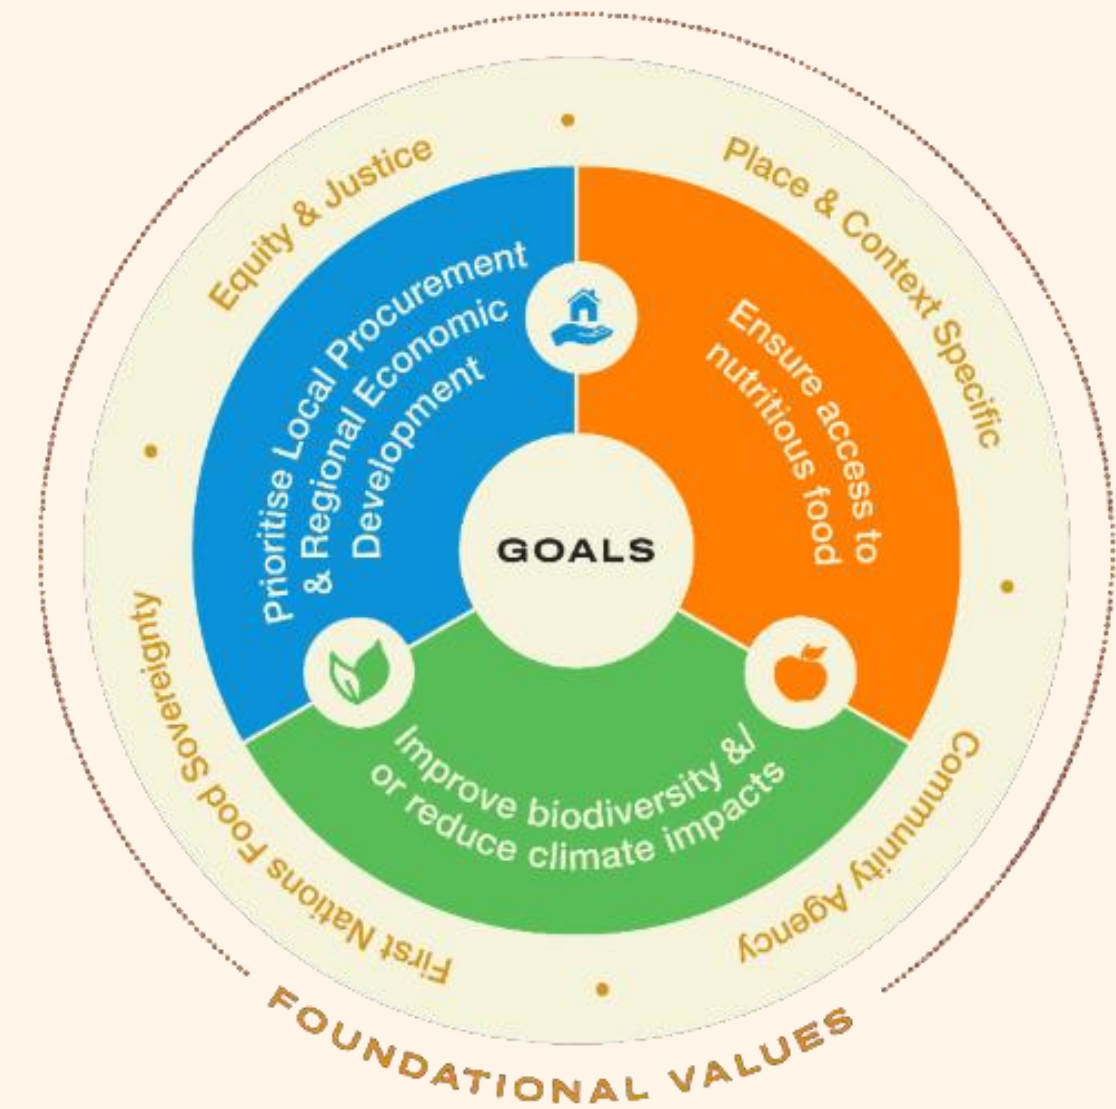 Equity & Justice
Place & Context Specific
Community Agency
First Nations Food Sovereignty
Prioritise Local Procurement
& Regional Economic
Development
Ensure access to
nutritious food
GOALS
Improve biodiversity &/
or reduce climate impacts
FOUNDATIONAL VALUES